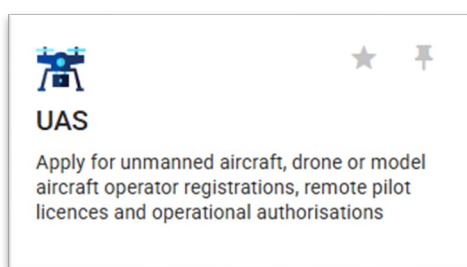 UAS
Apply for unmanned aircraft, drone or model
aircraft operator registrations, remote pilot
licences and operational authorisations